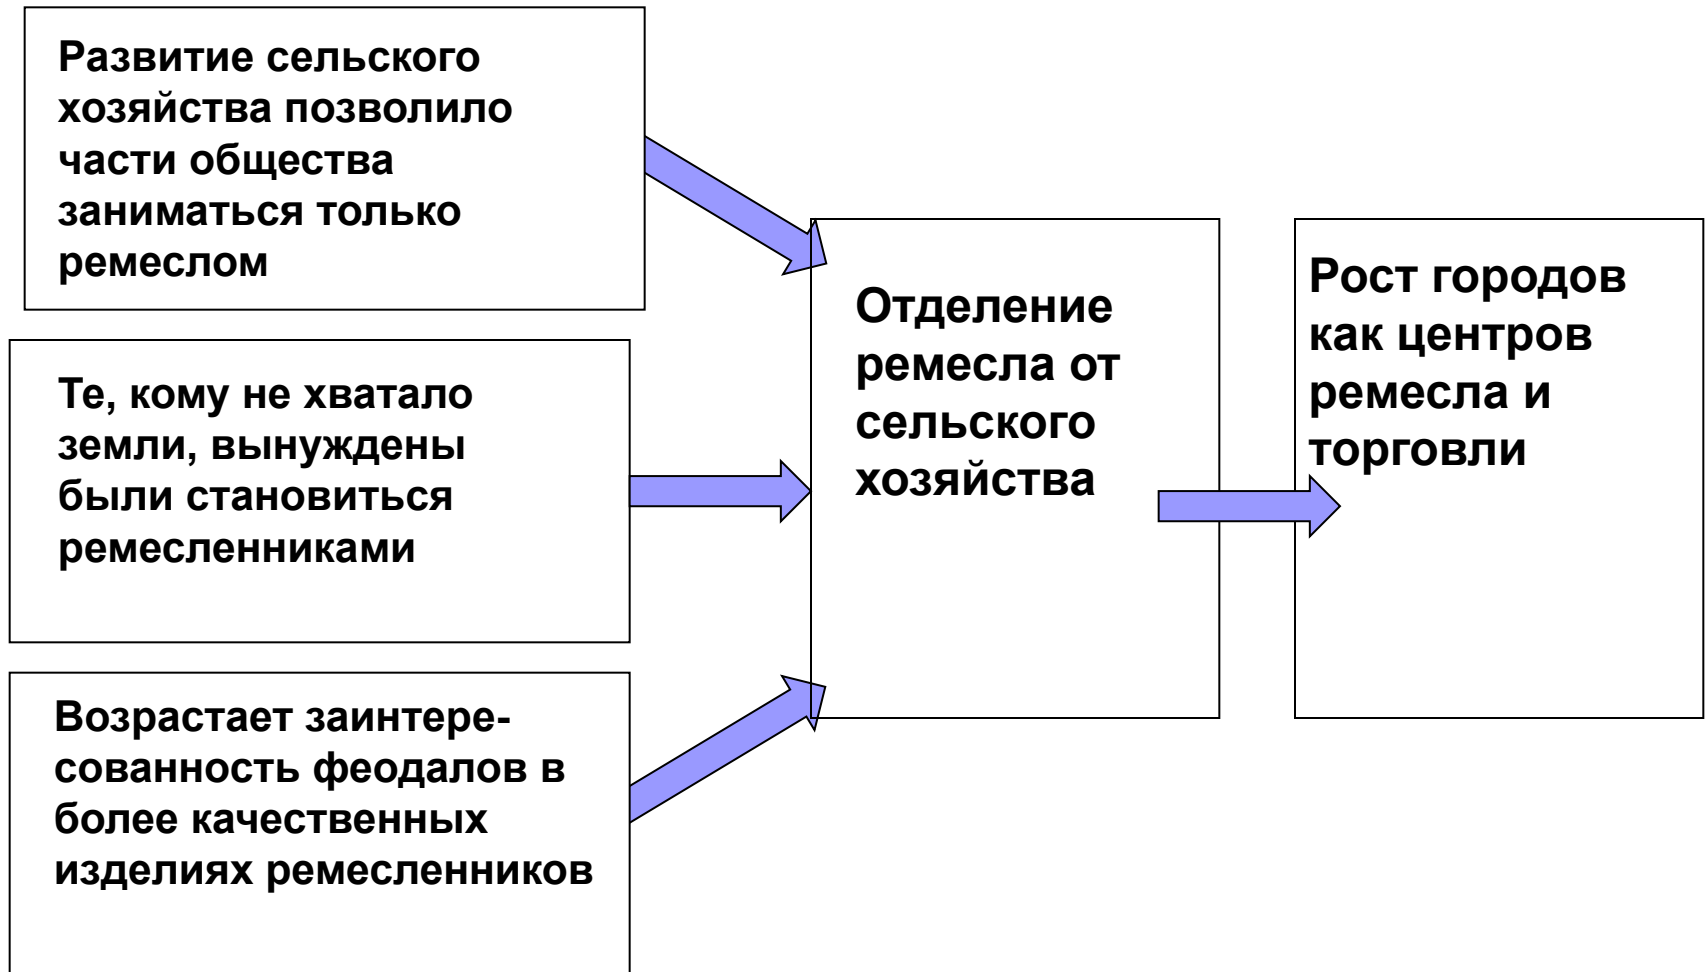 Развитие сельского
хозяйства позволило
части общества
заниматься только
ремеслом
Те, кому не хватало
земли, вынуждены
были становиться
ремесленниками
Возрастает заинтере-
сованность феодалов в
более качественных
изделиях ремесленников
Отделение
ремесла от
сельского
хозяйства
Рост городов
как центров
ремесла и
торговли